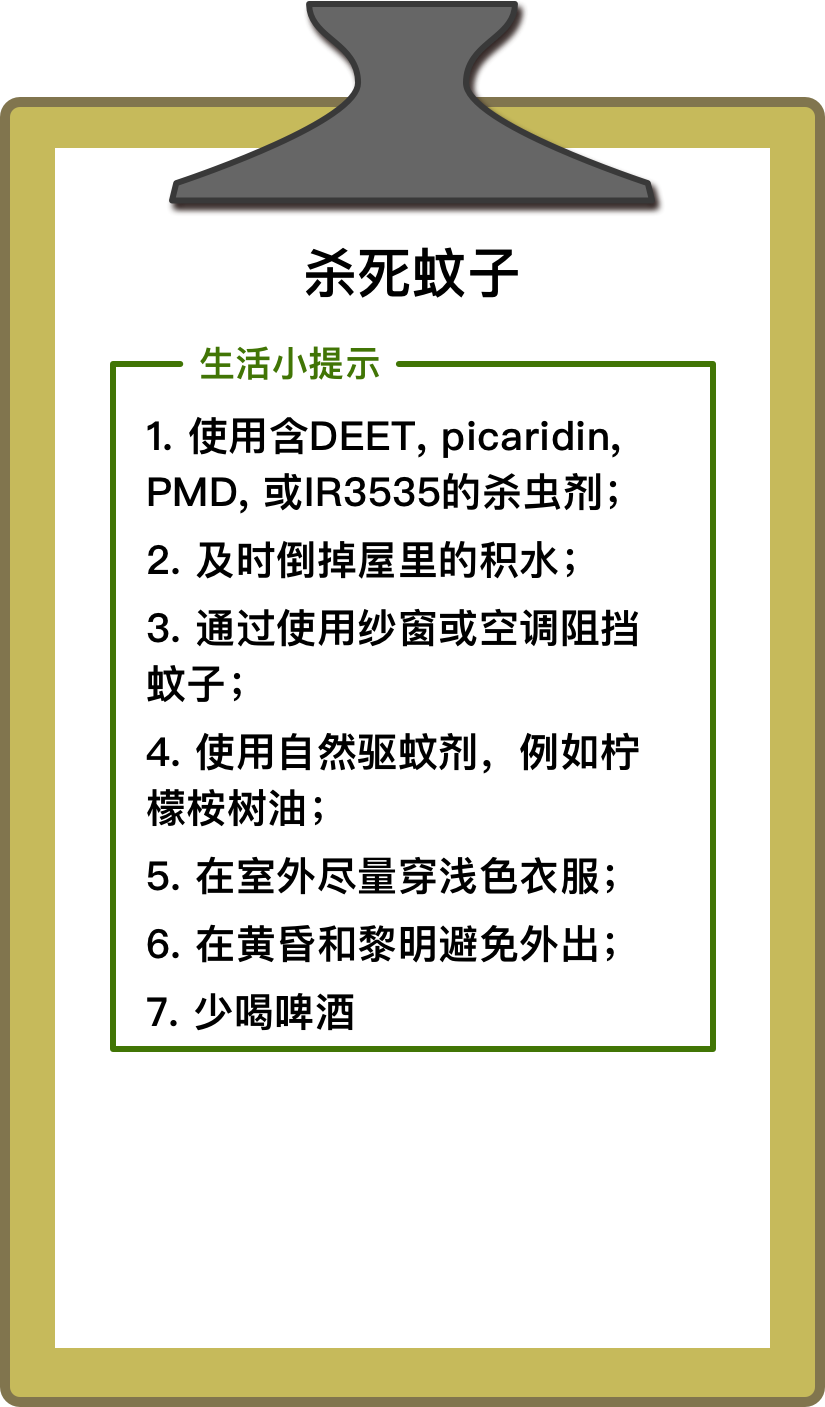 杀死蚊子
生活小提示
1. 使用含DEET, picaridin,
PMD, 或IR3535的杀虫剂；
2. 及时倒掉屋里的积水；
3. 通过使用纱窗或空调阻挡
蚊子；
4. 使用自然驱蚊剂，例如柠
檬桉树油；
5. 在室外尽量穿浅色衣服；
6. 在黄昏和黎明避免外出；
7. 少喝啤酒